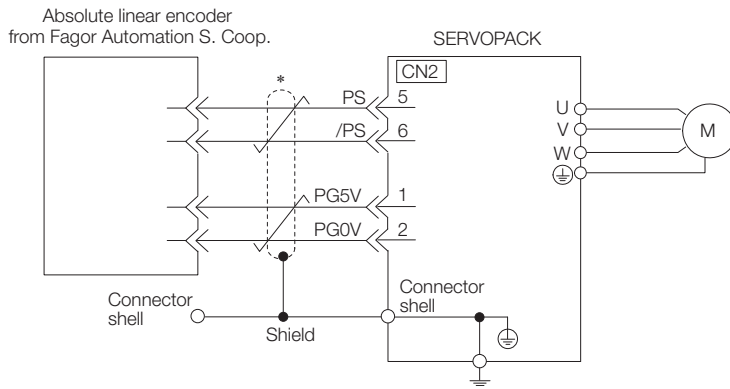 Absolute linear encoder
from Fagor Automation S. Coop.
SERVOPACK
CN2
*
PS 5
/PS 6
PG5V 1
PG0V 2
U
V
W
M
Connector
shell
Shield
Connector
shell